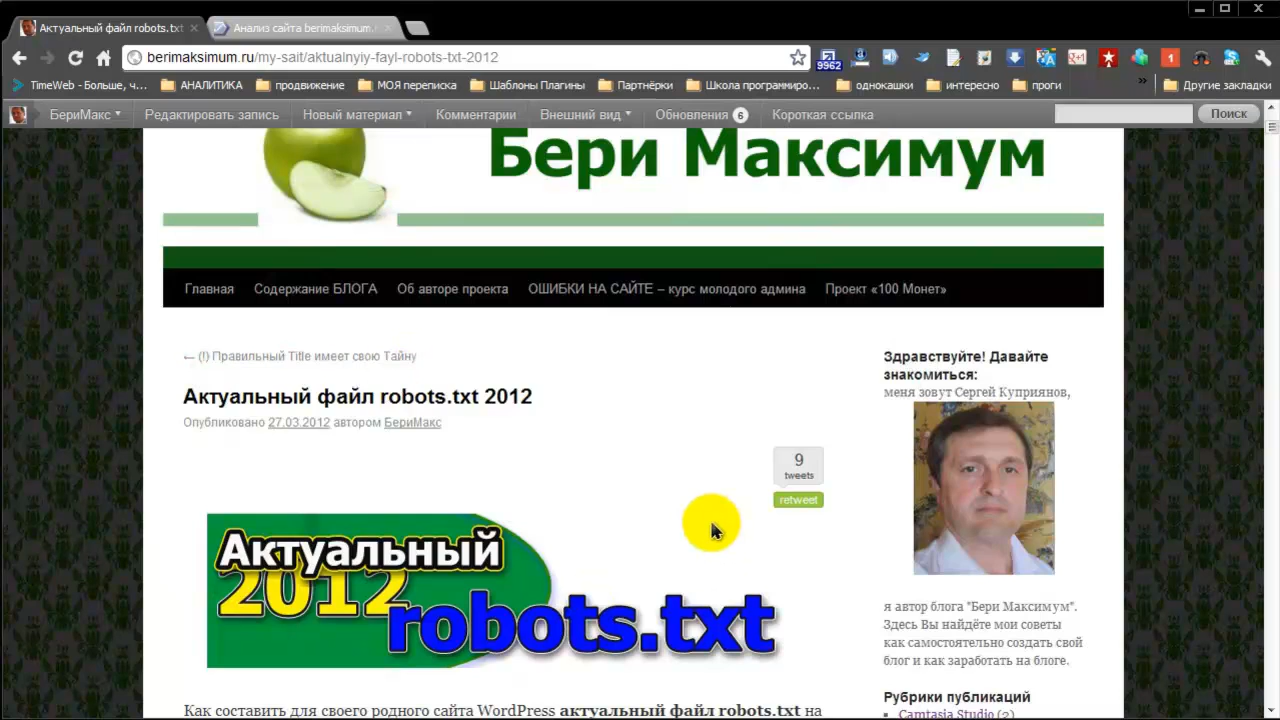 Актуальный файл robots.txt
Анализ сайта berimaksimum.
berimaksimum.ru/my-sait/aktualnyiy-fayl-robots-txt-2012
9962
g+1
1
TimeWeb - Больше, ч...
АНАЛИТИКА
продвижение
МОЯ переписка
Шаблоны Плагины
Партнёрки
Школа программиро...
однокашки
интересно
проги
»
Другие закладки
БериМакс
Редактировать запись
Новый материал
Комментарии
Внешний вид
Обновления 6
Короткая ссылка
Поиск
Бери Максимум
Главная
Содержание БЛОГА
Об авторе проекта
ОШИБКИ НА САЙТЕ – курс молодого админа
Проект «100 Монет»
← (!) Правильный Title имеет свою Тайну
Актуальный файл robots.txt 2012
Опубликовано 27.03.2012 автором БериМакс
9
tweets
retweet
Актуальный
2012
robots.txt
Как составить для своего родного сайта WordPress актуальный файл robots.txt на
Здравствуйте! Давайте
знакомиться:
меня зовут Сергей Куприянов,
я автор блога "Бери Максимум".
Здесь Вы найдёте мои советы
как самостоятельно создать свой
блог и как заработать на блоге.
Рубрики публикаций
Camtasia Studio (2)